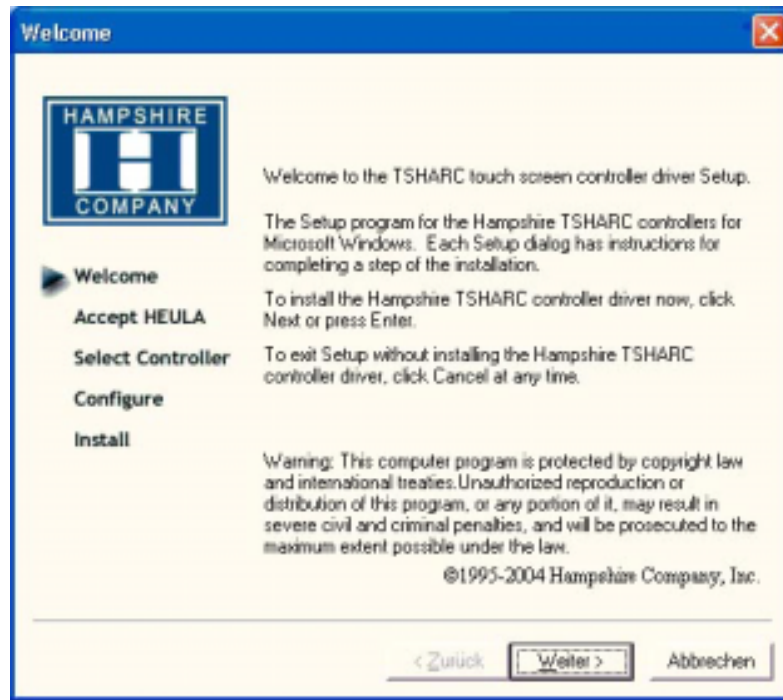 Welcome
HAMPSHIRE
H
COMPANY
Welcome
Accept HEULA
Select Controller
Configure
Install
Welcome to the TSHARC touch screen controller driver Setup.
The Setup program for the Hampshire TSHARC controllers for
Microsoft Windows. Each Setup dialog has instructions for
completing a step of the installation.
To install the Hampshire TSHARC controller driver now, click
Next or press Enter.
To exit Setup without installing the Hampshire TSHARC
controller driver, click Cancel at any time.
Warning: This computer program is protected by copyright law
and international treaties.Unauthorized reproduction or
distribution of this program, or any portion of it, may result in
severe civil and criminal penalties, and will be prosecuted to the
maximum extent possible under the law.
©1995-2004 Hampshire Company, Inc.
< Zurück
Weiter >
Abbrechen